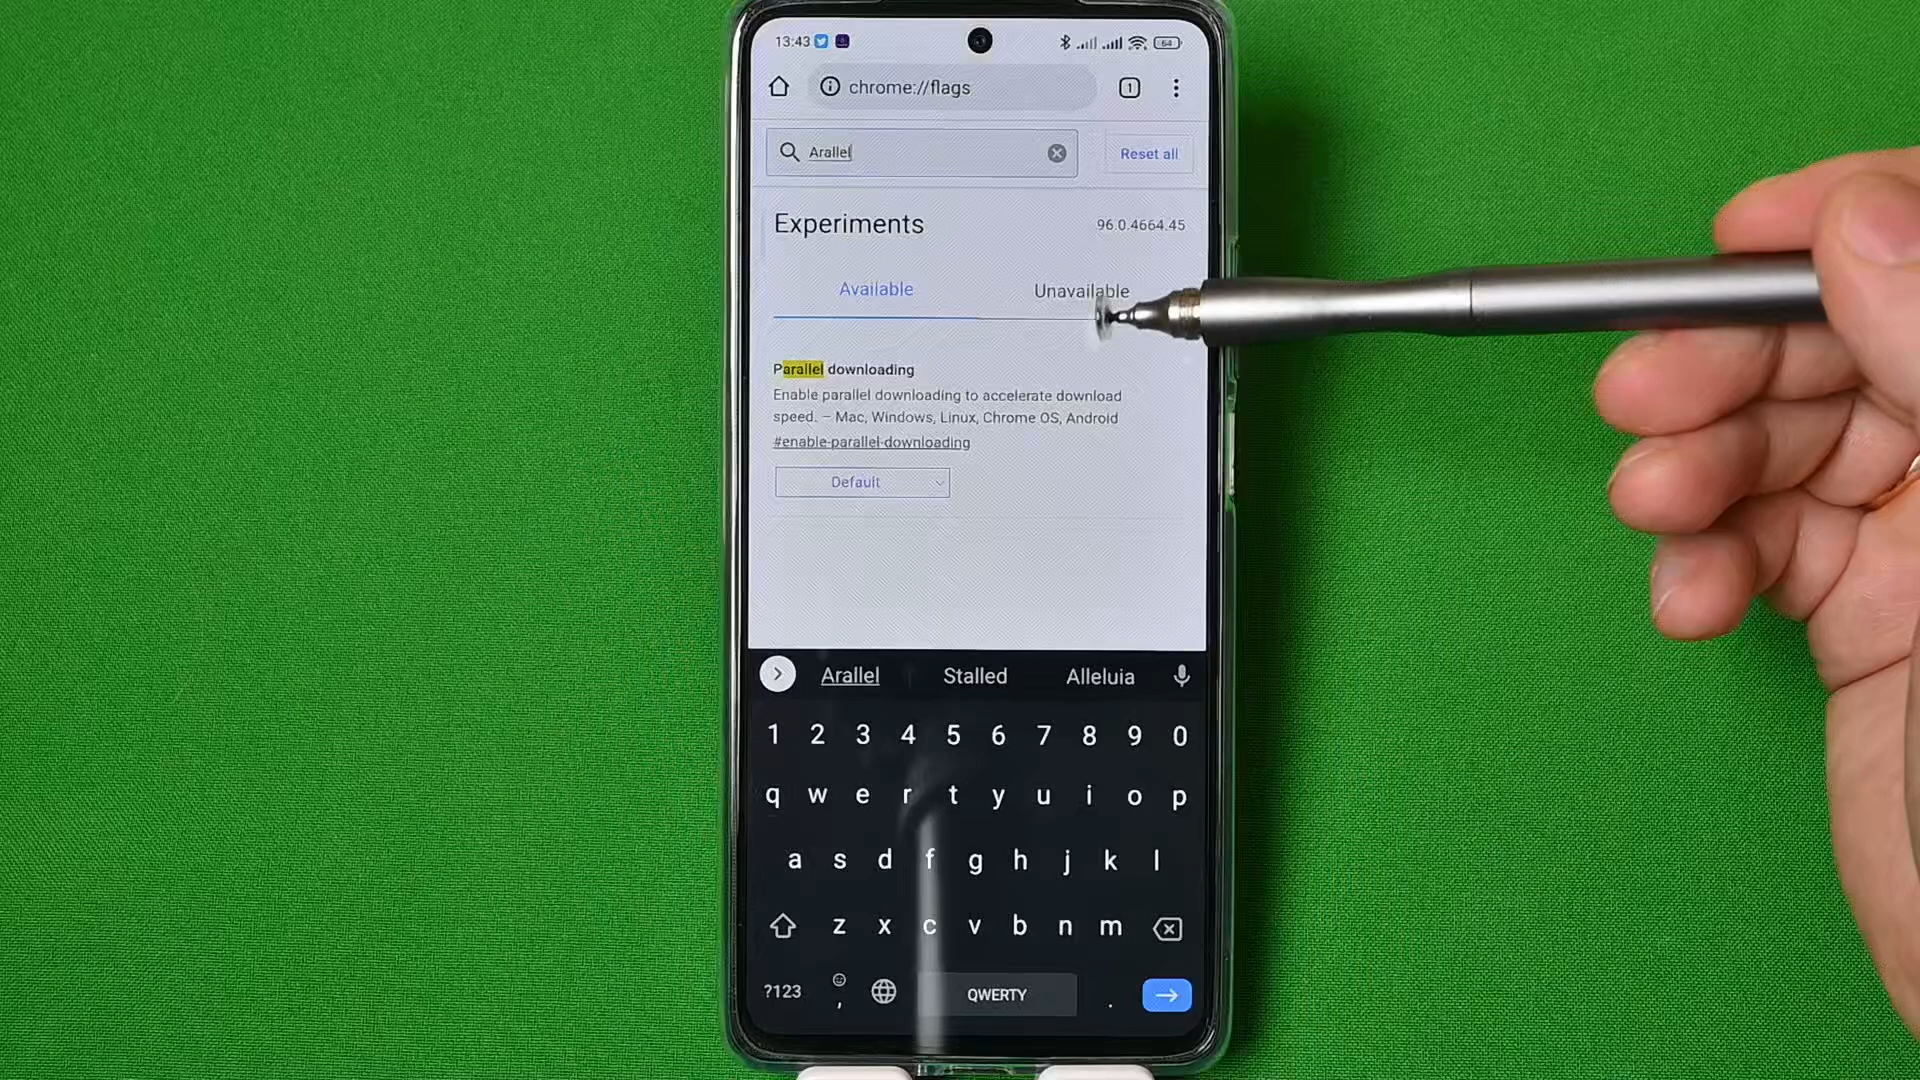 13:43
64
chrome://flags
1
Arallel
Reset all
Experiments
96.0.4664.45
Available
Unavailable
Parallel downloading
Enable parallel downloading to accelerate download
speed. – Mac, Windows, Linux, Chrome OS, Android
#enable-parallel-downloading
Default
Arallel
Stalled
Alleluia
1 2 3 4 5 6 7 8 9 0
q w e r t y u i o p
a s d f g h j k l
z x c v b n m
?123
,
QWERTY
.